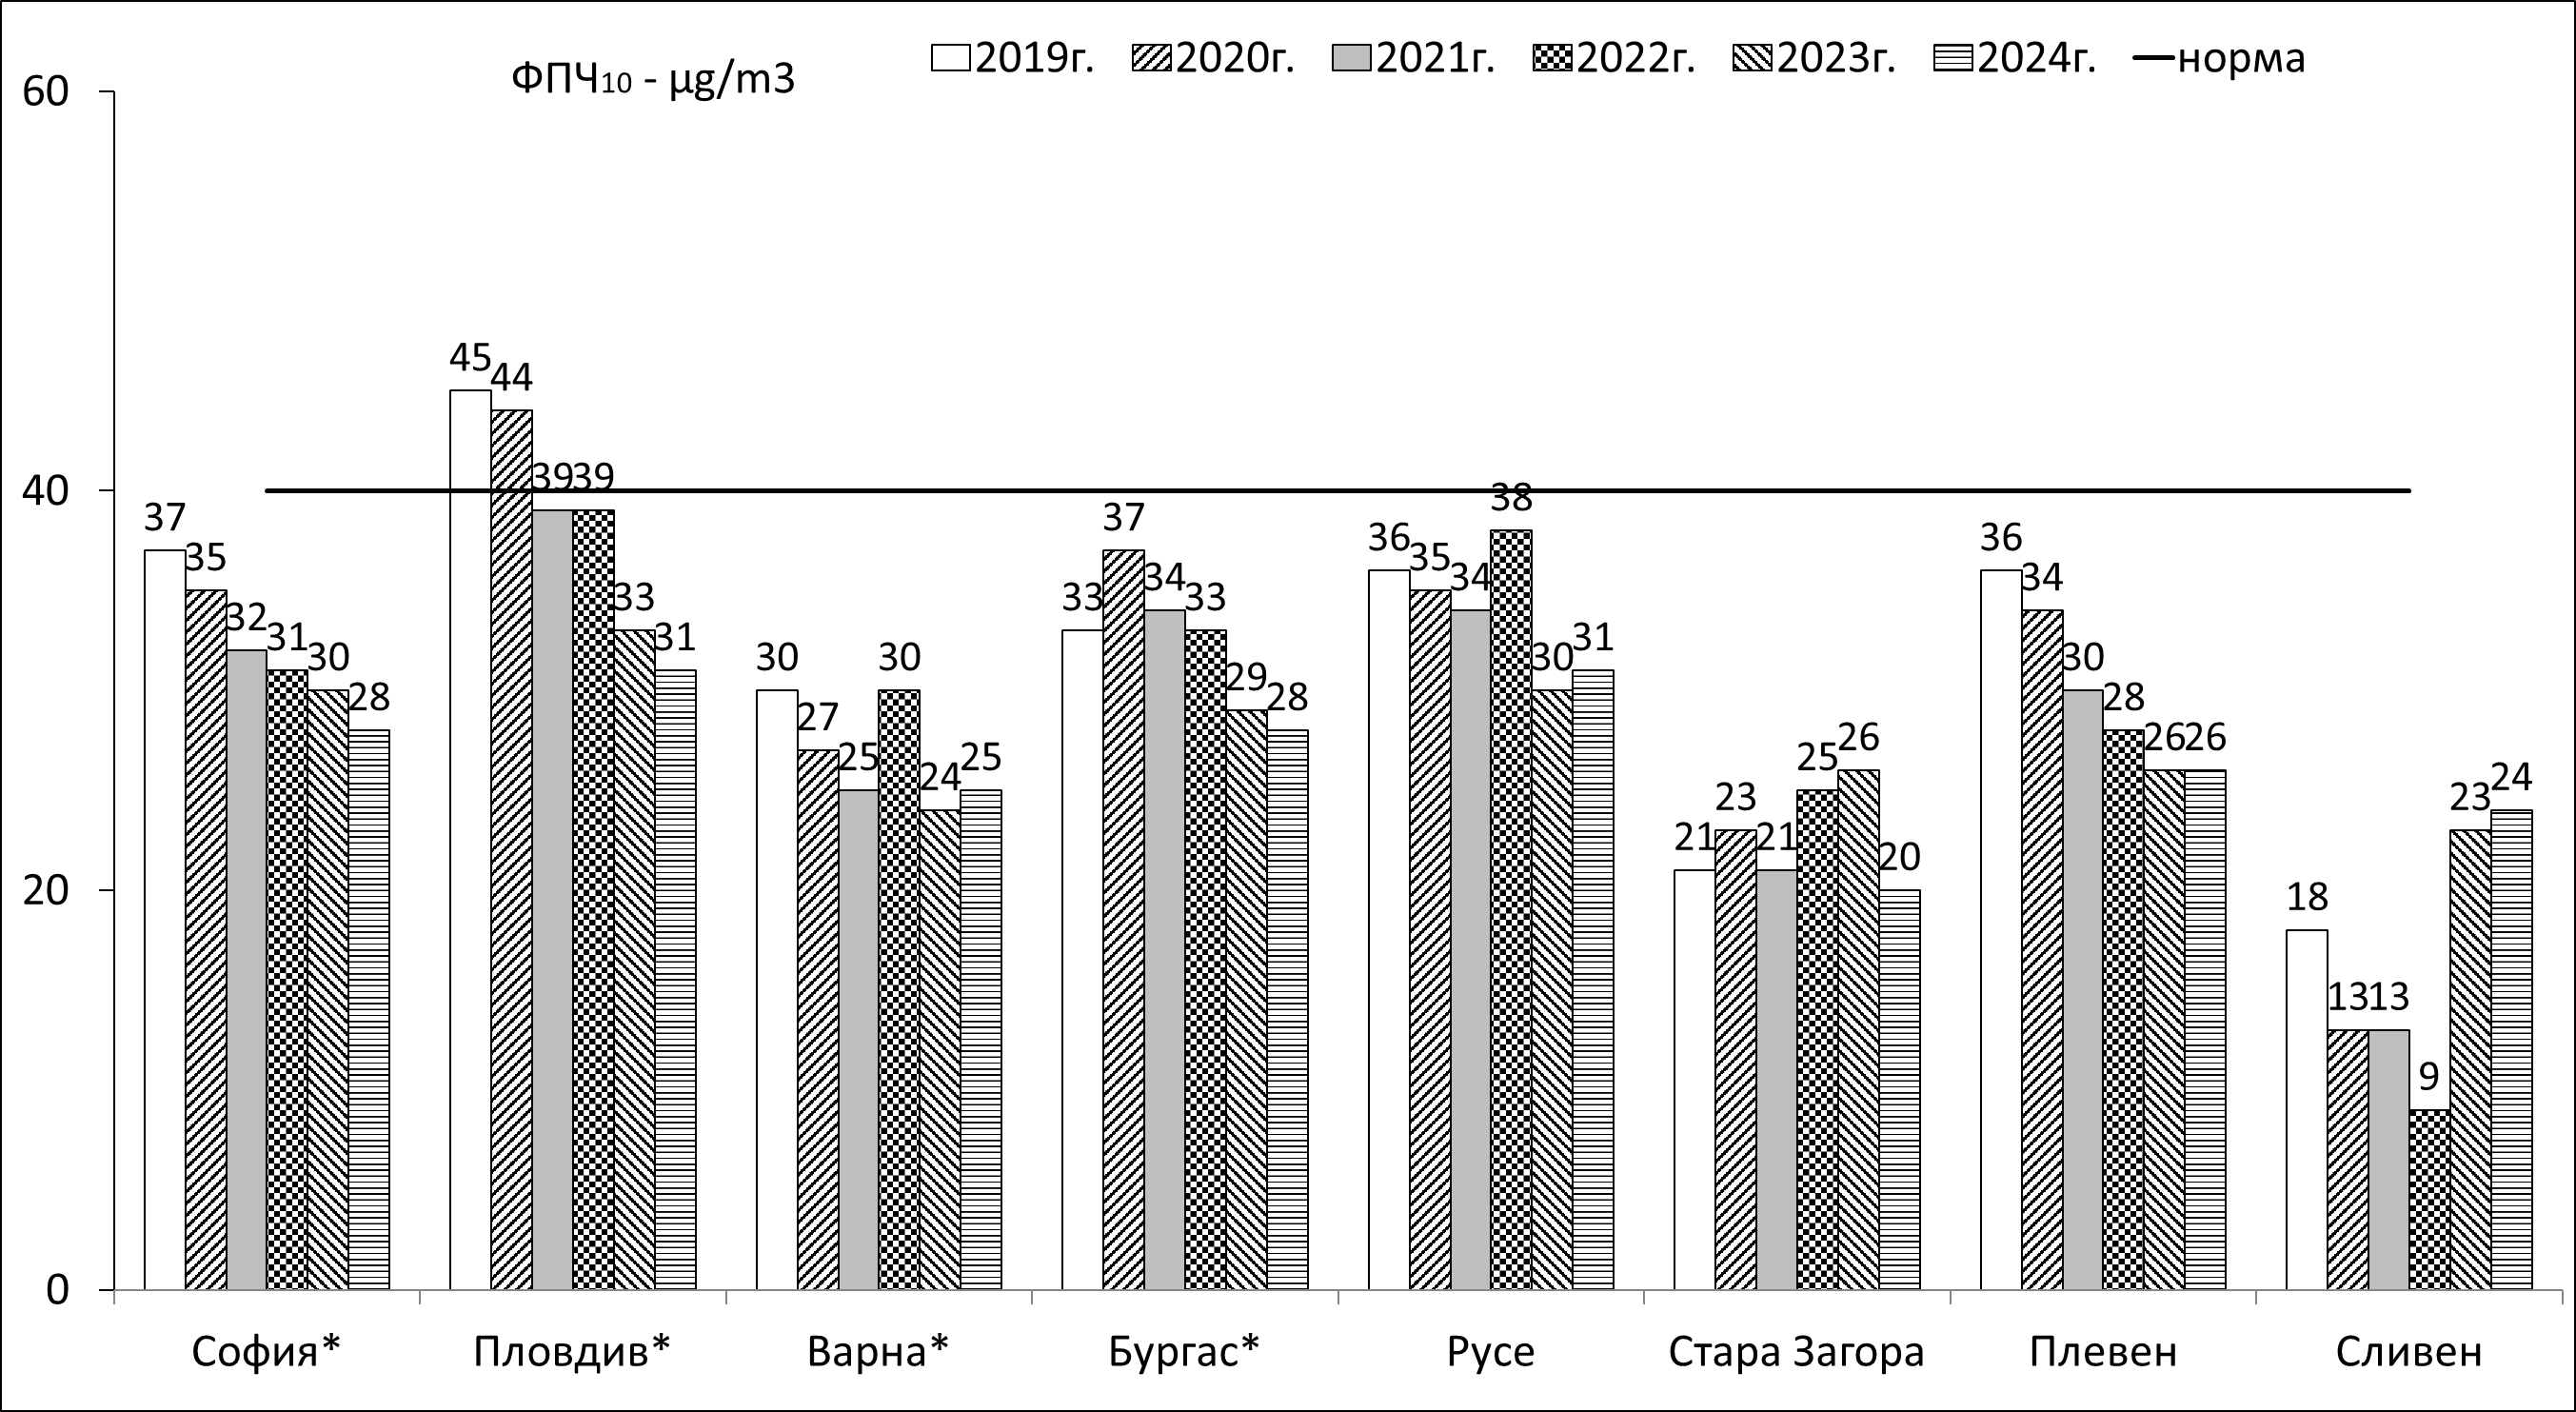 ФПЧ10 - µg/m3
2019г. 2020г. 2021г. 2022г. 2023г. 2024г. норма
60
40
20
0
37 35 32 31 30 28
45 44 39 39 33 31
30 27 25 30 24 25
33 37 34 33 29 28
36 35 34 38 30 31
21 23 21 25 26 20
36 34 30 28 26 26
18 13 13 9 23 24
София* Пловдив* Варна* Бургас* Русе Стара Загора Плевен Сливен